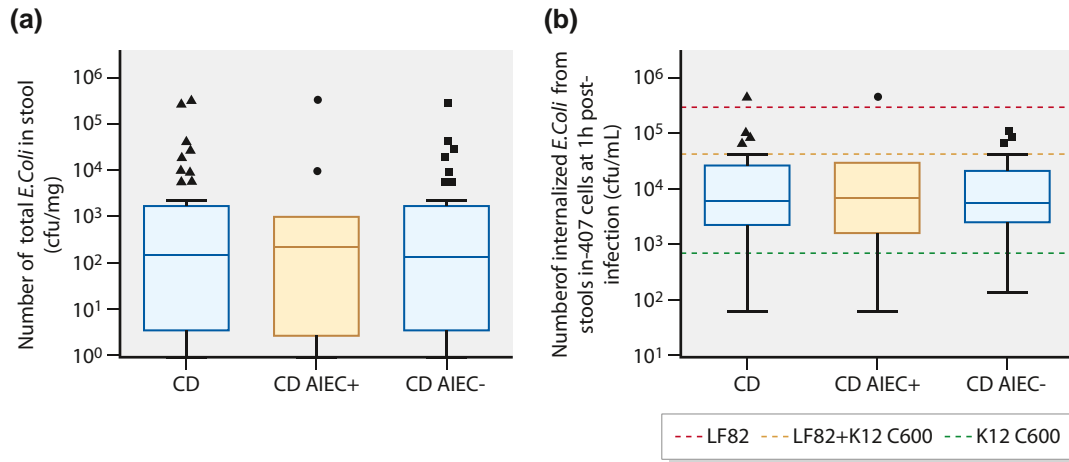 (a)
Number of total E.Coli in stool
(cfu/mg)
10⁶
10⁵
10⁴
10³
10²
10¹
10⁰
CD
CD AIEC+
CD AIEC-
(b)
Numberof internalized E.Coli from
stools in-407 cells at 1h post-
infection (cfu/mL)
10⁶
10⁵
10⁴
10³
10²
10¹
CD
CD AIEC+
CD AIEC-
LF82
LF82+K12 C600
K12 C600